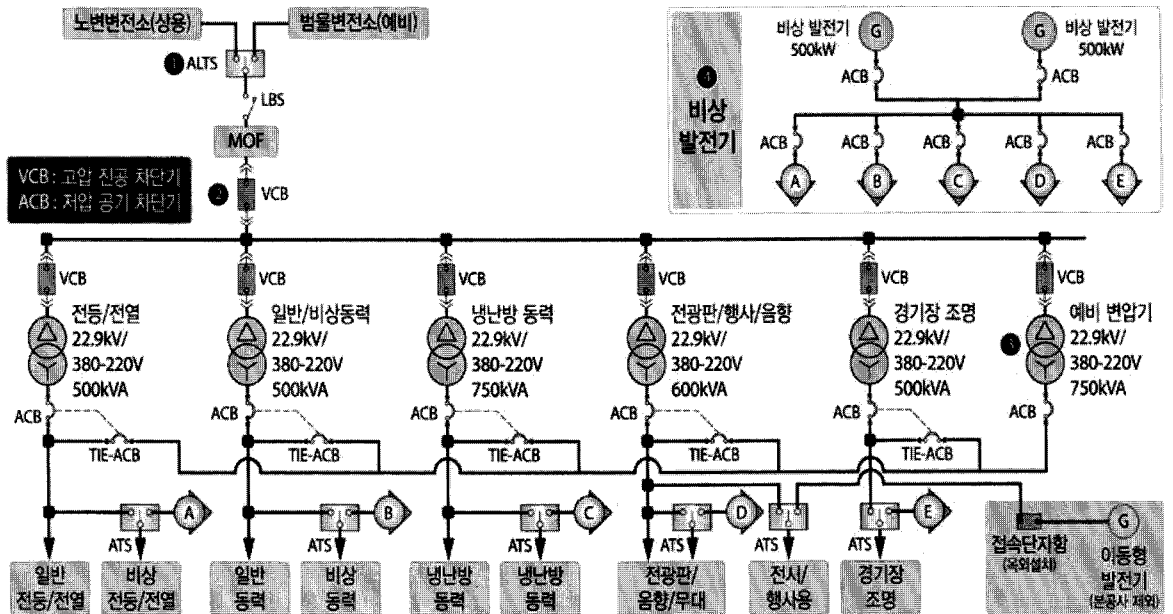 노변변전소(상용)
범물변전소(예비)
❶ ALTS
LBS
MOF
VCB : 고압 진공 차단기
ACB : 저압 공기 차단기
❷
VCB
❹
비상
발전기
비상 발전기
500kW
G
G
비상 발전기
500kW
ACB
ACB
ACB
ACB
ACB
ACB
ACB
A
B
C
D
E
VCB
VCB
VCB
VCB
VCB
VCB
전등/전열
22.9kV/
380-220V
500kVA
일반/비상동력
22.9kV/
380-220V
500kVA
냉난방 동력
22.9kV/
380-220V
750kVA
전광판/행사/음향
22.9kV/
380-220V
600kVA
경기장 조명
22.9kV/
380-220V
500kVA
❸
예비 변압기
22.9kV/
380-220V
750kVA
ACB
ACB
ACB
ACB
ACB
ACB
TIE-ACB
TIE-ACB
TIE-ACB
TIE-ACB
TIE-ACB
A
B
C
D
E
ATS
ATS
ATS
ATS
ATS
ATS
일반
전등/전열
비상
전등/전열
일반
동력
비상
동력
냉난방
동력
냉난방
동력
전광판/
음향/무대
전시/
행사용
경기장
조명
접속단자함
(옥외설치)
G
이동형
발전기
(본공사 제외)